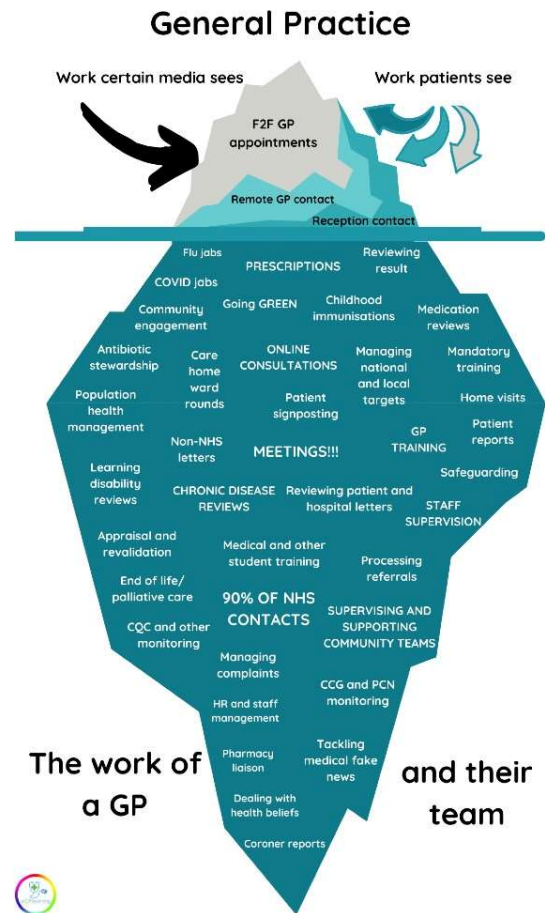 General Practice
Work certain media sees
Work patients see
F2F GP
appointments
Remote GP contact
Reception contact
Flu jabs
PRESCRIPTIONS
Reviewing
result
COVID jabs
Going GREEN
Childhood
immunisations
Community
engagement
Medication
reviews
Antibiotic
stewardship
Care
home
ward
rounds
ONLINE
CONSULTATIONS
Managing
national
and local
targets
Mandatory
training
Population
health
management
Patient
signposting
Home visits
Non-NHS
letters
MEETINGS!!!
GP
TRAINING
Patient
reports
Learning
disability
reviews
Safeguarding
CHRONIC DISEASE
REVIEWS
Reviewing patient and
hospital letters
STAFF
SUPERVISION
Appraisal and
revalidation
Medical and other
student training
Processing
referrals
End of life/
palliative care
90% OF NHS
CONTACTS
SUPERVISING AND
SUPPORTING
COMMUNITY TEAMS
CQC and other
monitoring
Managing
complaints
CCG and PCN
monitoring
HR and staff
management
Pharmacy
liaison
Tackling
medical fake
news
Dealing with
health beliefs
Coroner reports
The work of
a GP
and their
team